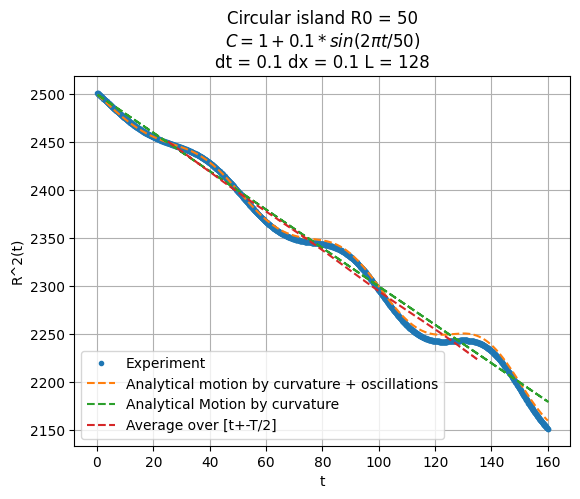 Circular island R0 = 50
C = 1 + 0.1 * sin(2πt/50)
dt = 0.1 dx = 0.1 L = 128
2500
2450
2400
2350
2300
2250
2200
2150
R^2(t)
Experiment
Analytical motion by curvature + oscillations
Analytical Motion by curvature
Average over [t+-T/2]
0 20 40 60 80 100 120 140 160
t